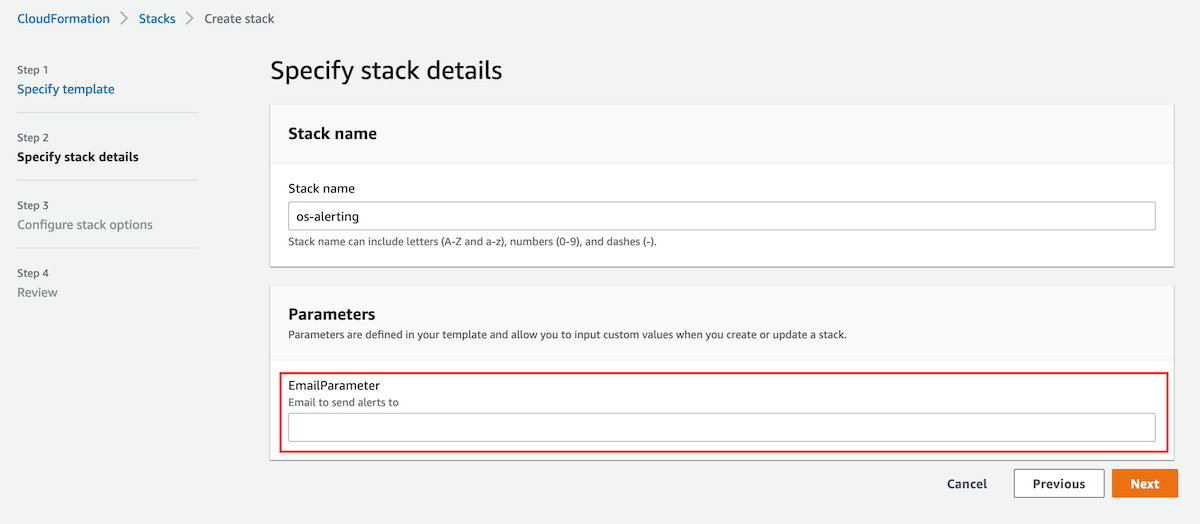 CloudFormation > Stacks > Create stack
Step 1
Specify template
Step 2
Specify stack details
Step 3
Configure stack options
Step 4
Review
Specify stack details
Stack name
Stack name
os-alerting
Stack name can include letters (A-Z and a-z), numbers (0-9), and dashes (-).
Parameters
Parameters are defined in your template and allow you to input custom values when you create or update a stack.
EmailParameter
Email to send alerts to
Cancel Previous Next